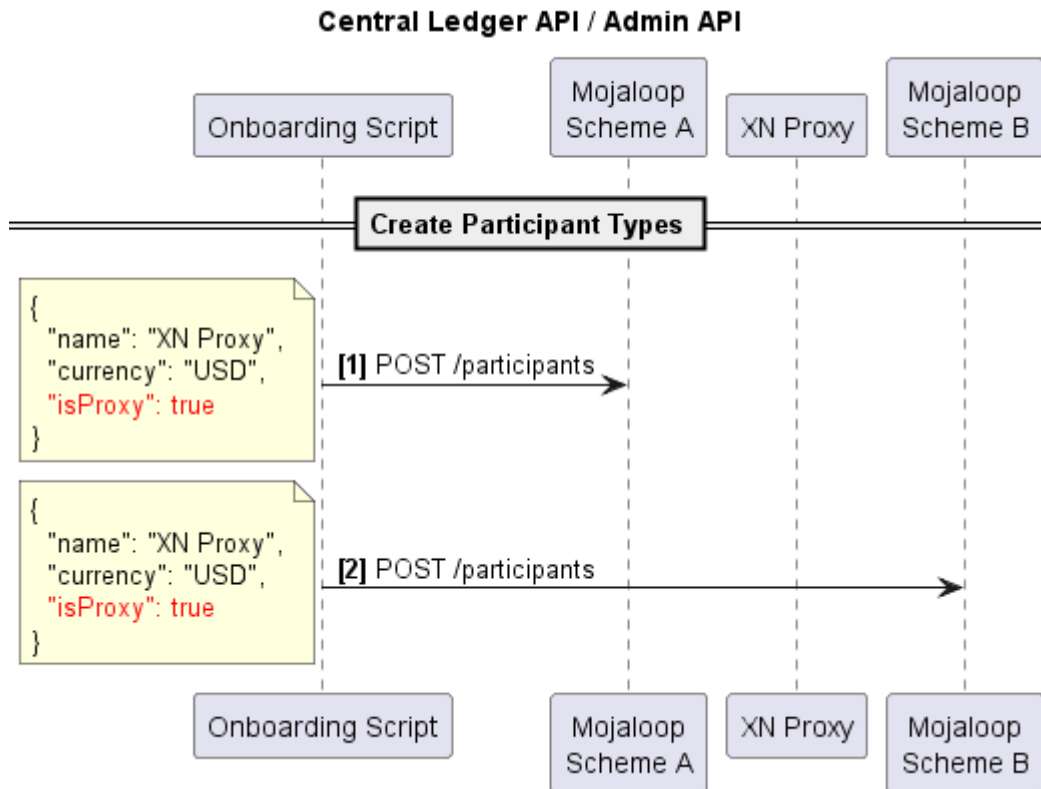 Central Ledger API / Admin API
Onboarding Script
Mojaloop
Scheme A
XN Proxy
Mojaloop
Scheme B
Create Participant Types
{
"name": "XN Proxy",
"currency": "USD",
"isProxy": true
}
[1] POST /participants
{
"name": "XN Proxy",
"currency": "USD",
"isProxy": true
}
[2] POST /participants
Onboarding Script
Mojaloop
Scheme A
XN Proxy
Mojaloop
Scheme B